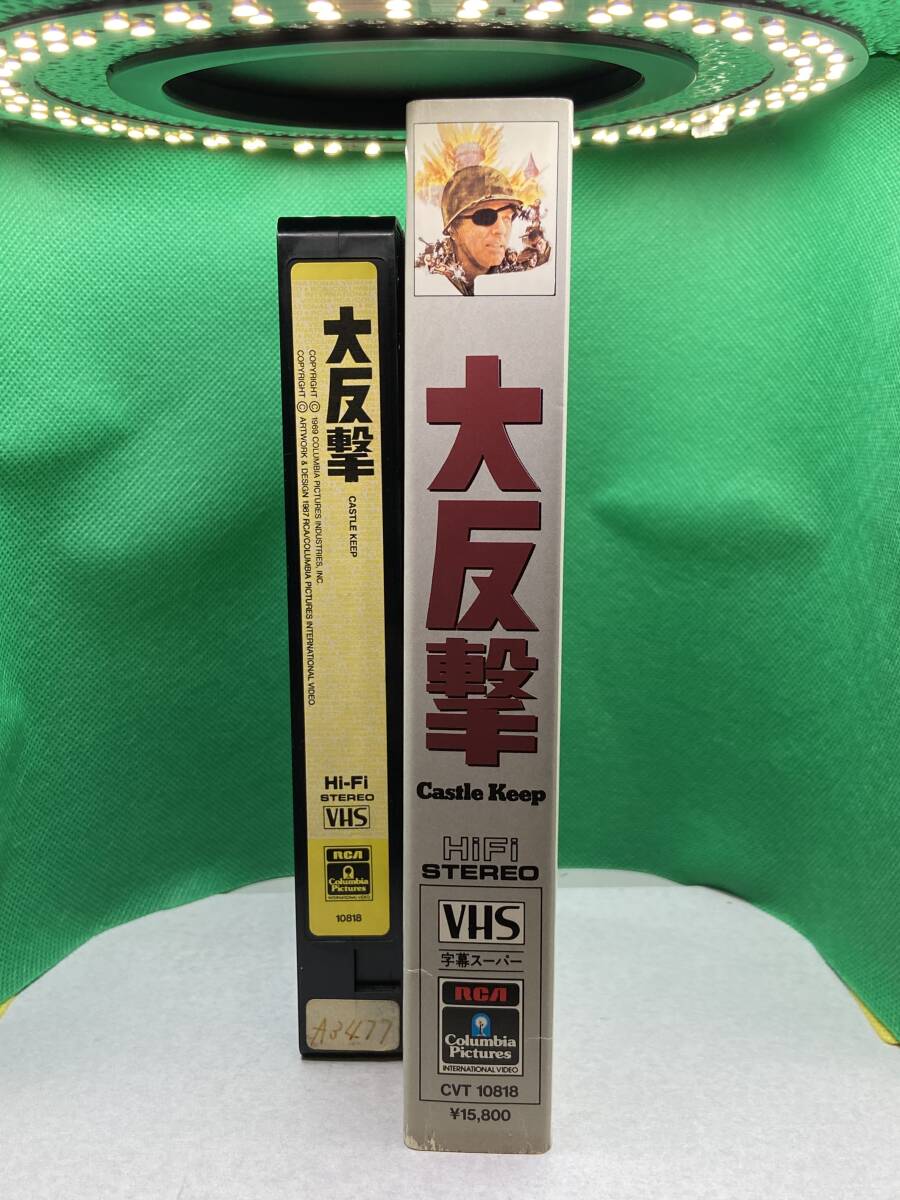 大反撃
CASTLE KEEP
COPYRIGHT © 1969 COLUMBIA PICTURES INDUSTRIES, INC
COPYRIGHT © ARTWORK & DESIGN 1987 RCA/COLUMBIA PICTURES INTERNATIONAL VIDEO.
Hi-Fi
STEREO
VHS
RCA
Columbia
Pictures
INTERNATIONAL VIDEO
10818
A3477
大反撃
Castle Keep
HiFi
STEREO
VHS
字幕スーパー
RCA
Columbia
Pictures
INTERNATIONAL VIDEO
CVT 10818
¥15,800